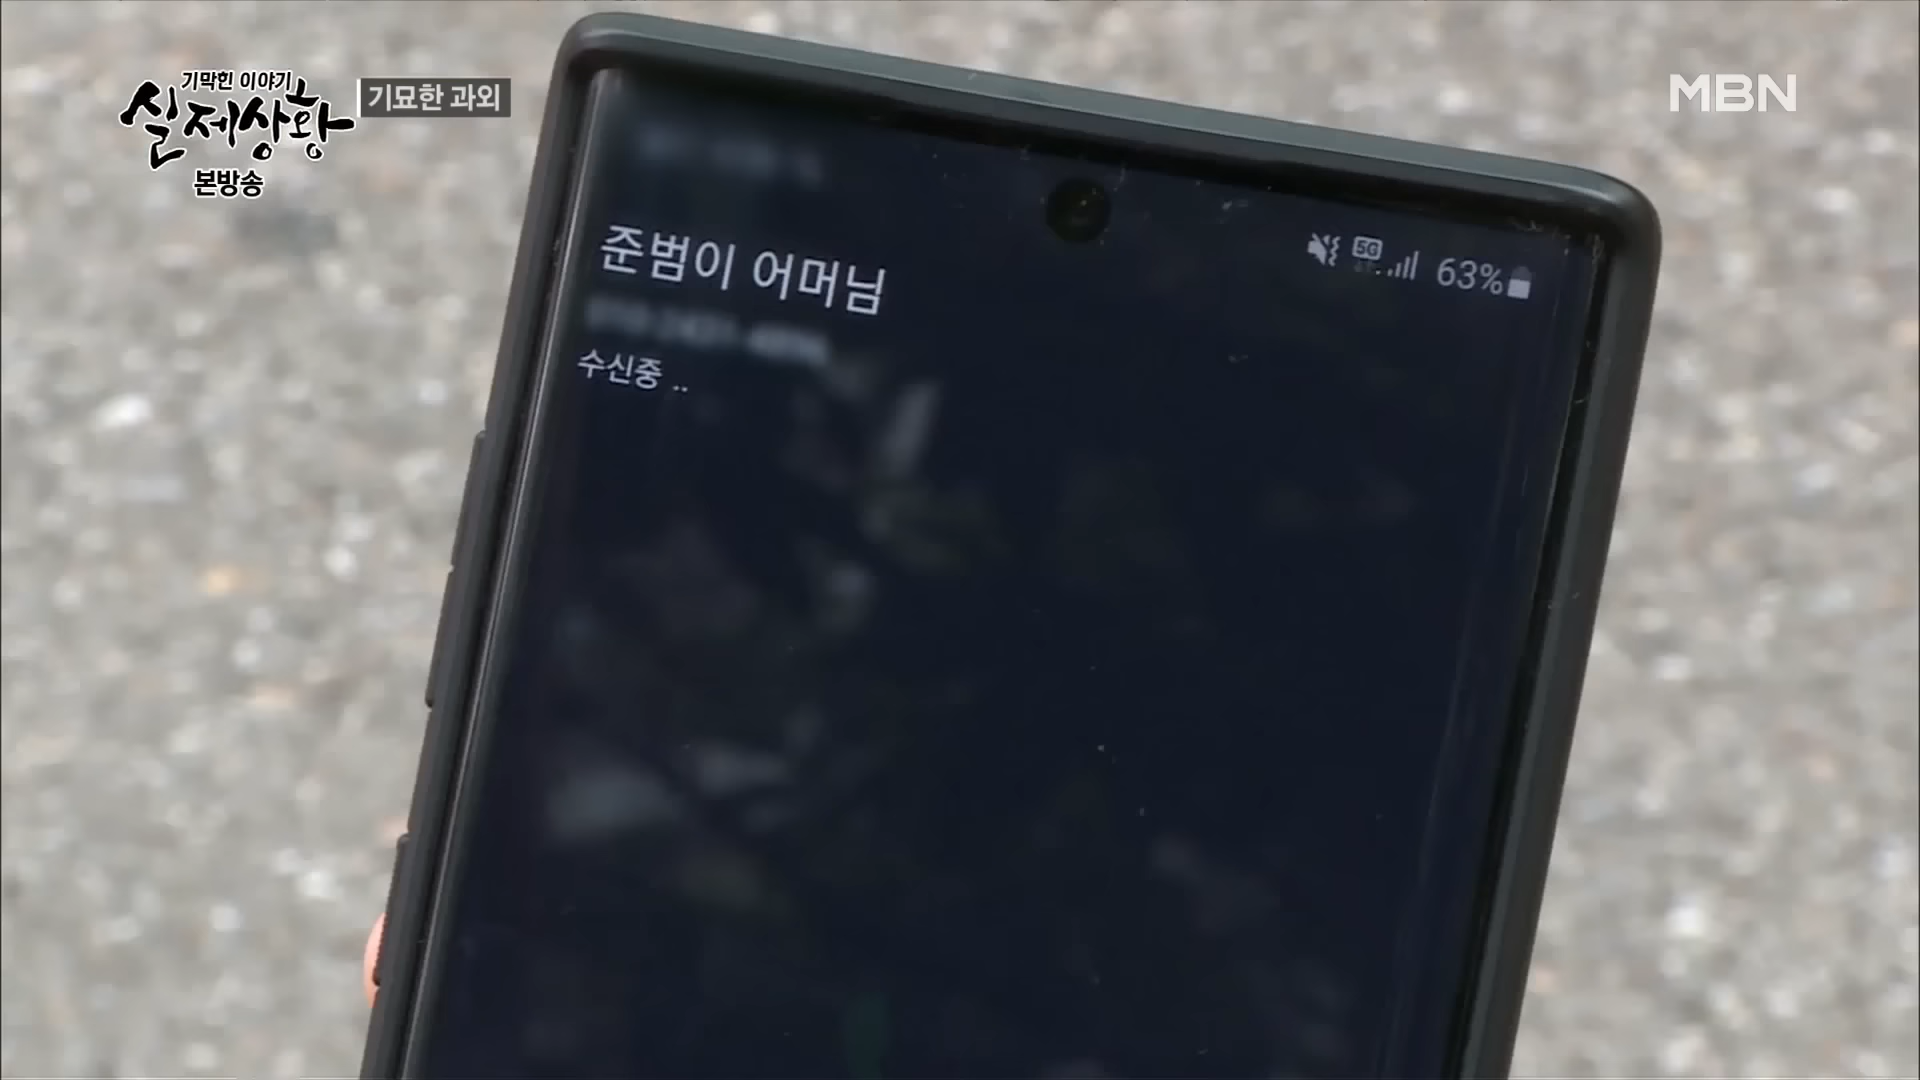 기막힌 이야기
실제상황
본방송
기묘한 과외
MBN
준범이 어머님
수신중 ..
5G
63%